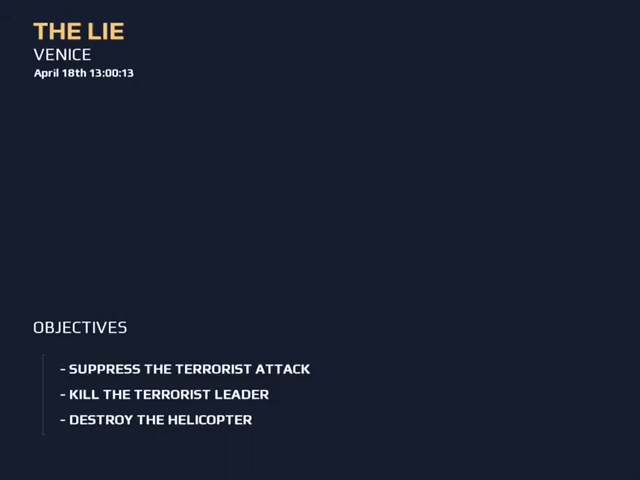 THE LIE
VENICE
April 18th 13:00:13
OBJECTIVES
- SUPPRESS THE TERRORIST ATTACK
- KILL THE TERRORIST LEADER
- DESTROY THE HELICOPTER